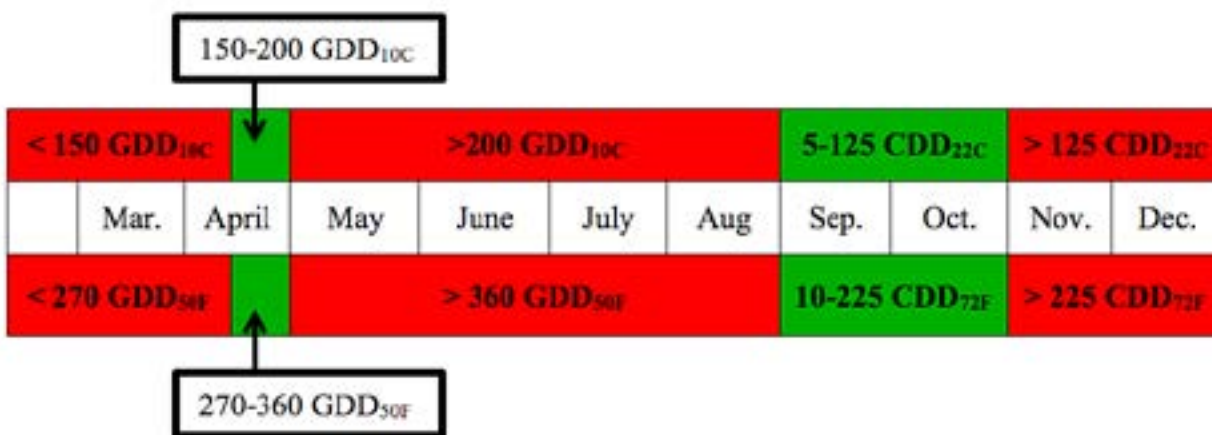 150-200 GDD10C
< 150 GDD10C >200 GDD10C 5-125 CDD22C > 125 CDD22C
Mar. April May June July Aug Sep. Oct. Nov. Dec.
< 270 GDD50F > 360 GDD50F 10-225 CDD72F > 225 CDD72F
270-360 GDD50F